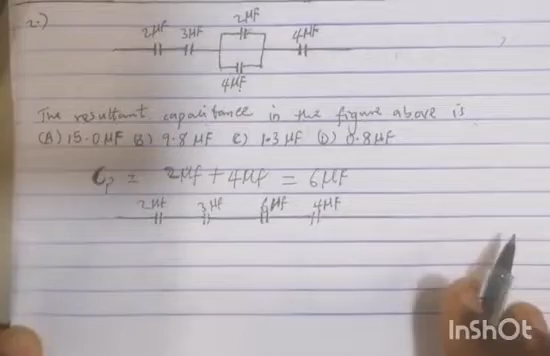 2.)
2µF 3µF 2µF 4µF
4µF
The resultant capacitance in the figure above is
(A) 15.0µF B) 9.8µF C) 1.3µF (D) 0.8µF
Cp = 2µf + 4µf = 6µf
2µf 3µf 6µf 4µf
InShOt